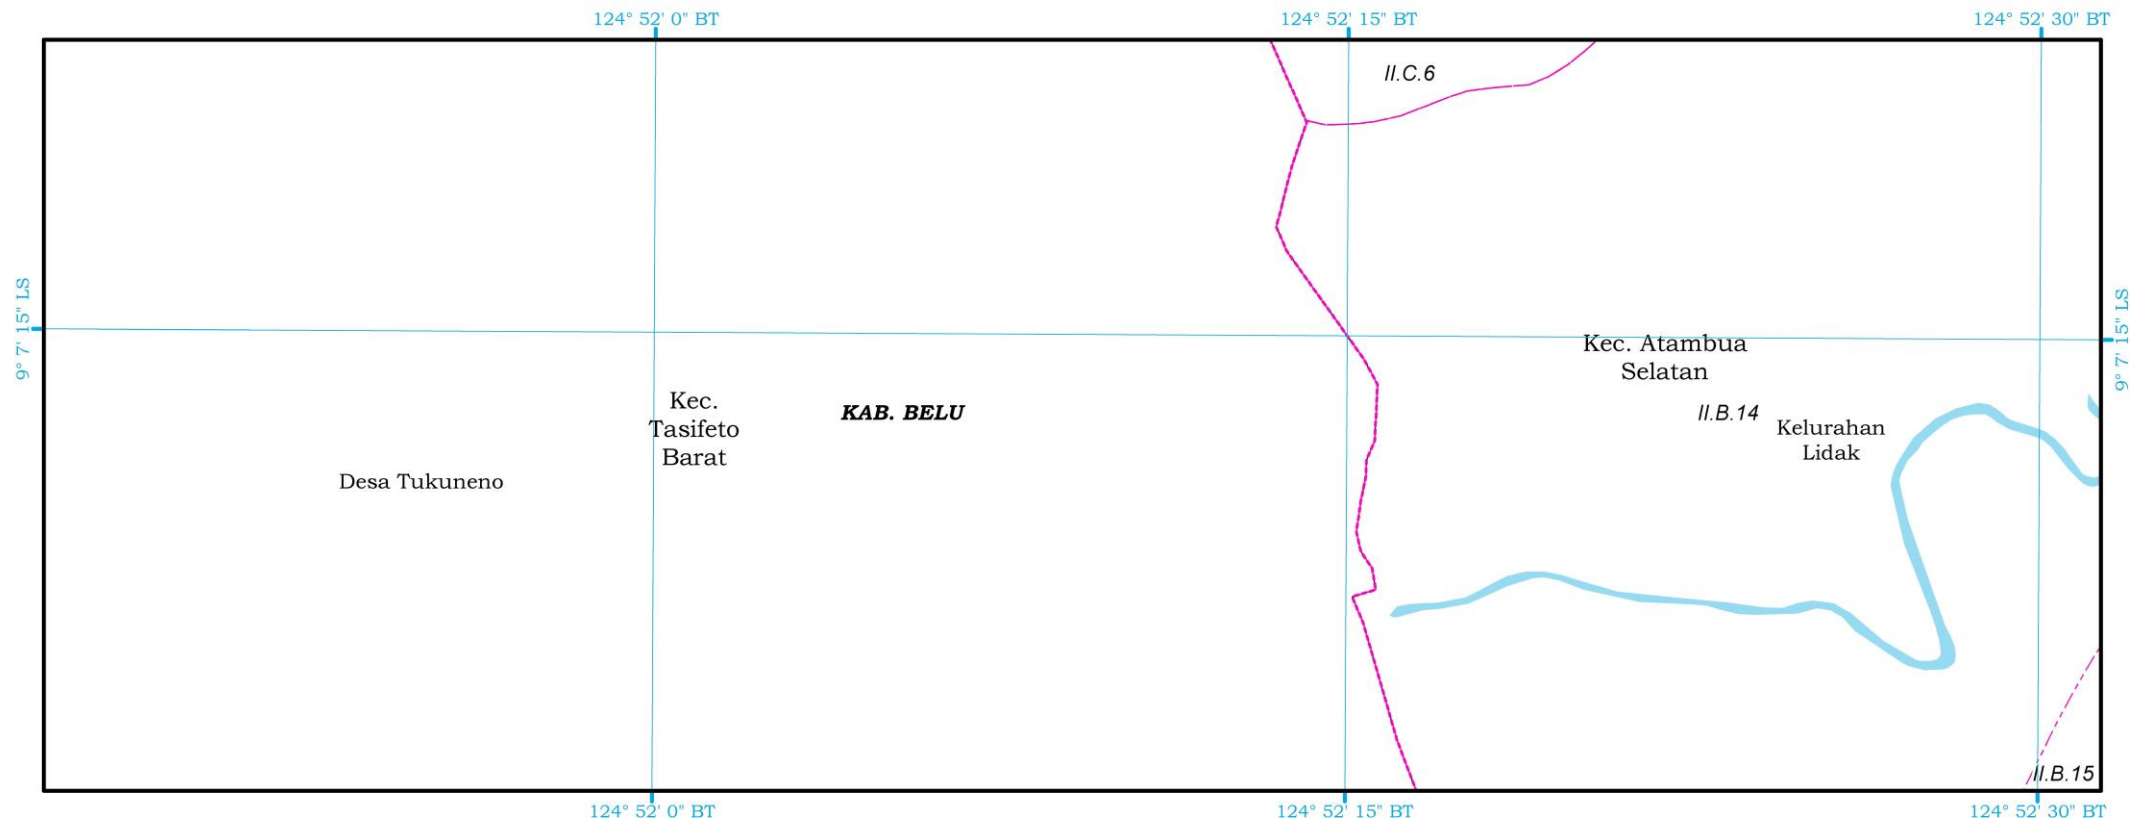 124° 52' 0" BT
124° 52' 15" BT
124° 52' 30" BT
II.C.6
9° 7' 15" LS
9° 7' 15" LS
Kec. Atambua
Selatan
Kec.
Tasifeto
Barat
KAB. BELU
II.B.14
Kelurahan
Lidak
Desa Tukuneno
II.B.15
124° 52' 0" BT
124° 52' 15" BT
124° 52' 30" BT